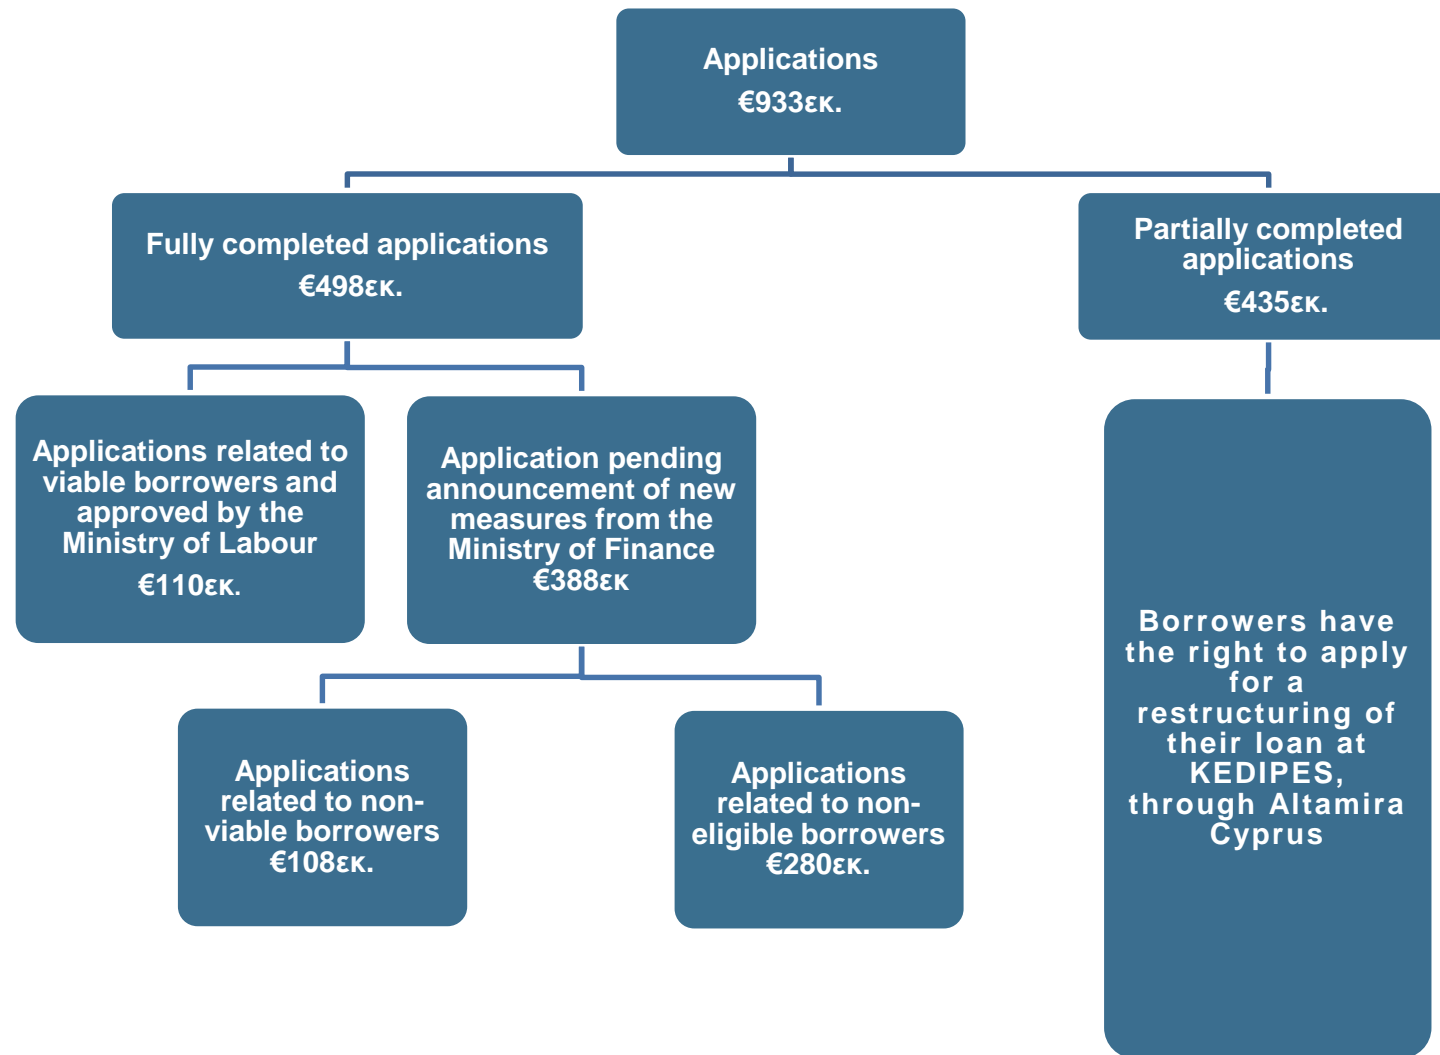 Applications
€933εκ.
Fully completed applications
€498εκ.
Partially completed
applications
€435εκ.
Applications related to
viable borrowers and
approved by the
Ministry of Labour
€110εκ.
Application pending
announcement of new
measures from the
Ministry of Finance
€388εκ
Applications
related to non-
viable borrowers
€108εκ.
Applications
related to non-
eligible borrowers
€280εκ.
Borrowers have
the right to apply
for a
restructuring of
their loan at
KEDIPES,
through Altamira
Cyprus